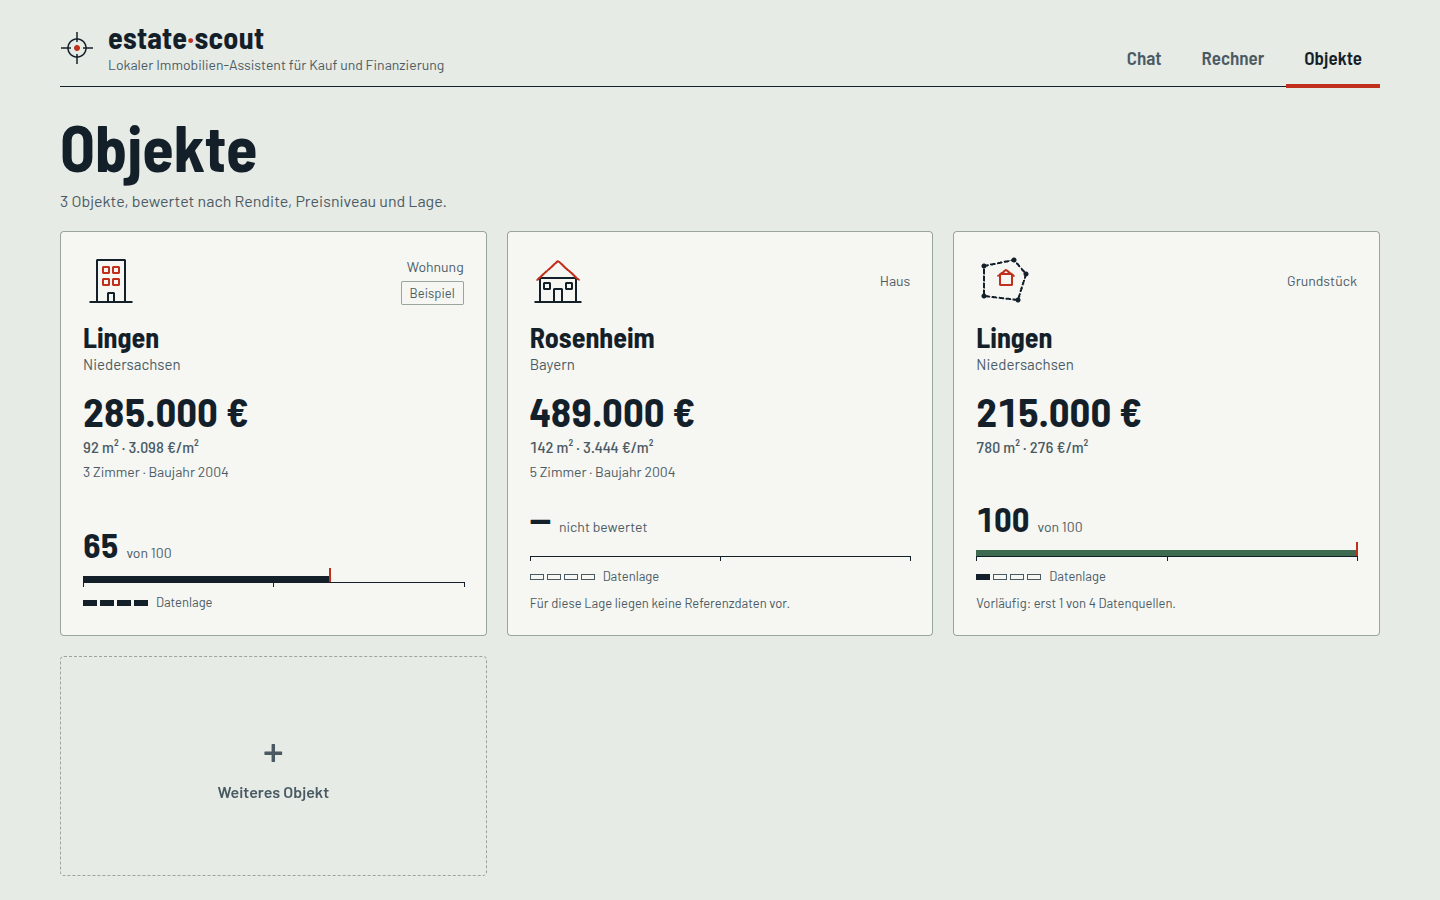 estate·scout
Lokaler Immobilien-Assistent für Kauf und Finanzierung
Chat
Rechner
Objekte
Objekte
3 Objekte, bewertet nach Rendite, Preisniveau und Lage.
Wohnung
Beispiel
Lingen
Niedersachsen
285.000 €
92 m² · 3.098 €/m²
3 Zimmer · Baujahr 2004
65 von 100
Datenlage
Haus
Rosenheim
Bayern
489.000 €
142 m² · 3.444 €/m²
5 Zimmer · Baujahr 2004
– nicht bewertet
Datenlage
Für diese Lage liegen keine Referenzdaten vor.
Grundstück
Lingen
Niedersachsen
215.000 €
780 m² · 276 €/m²
100 von 100
Datenlage
Vorläufig: erst 1 von 4 Datenquellen.
+
Weiteres Objekt